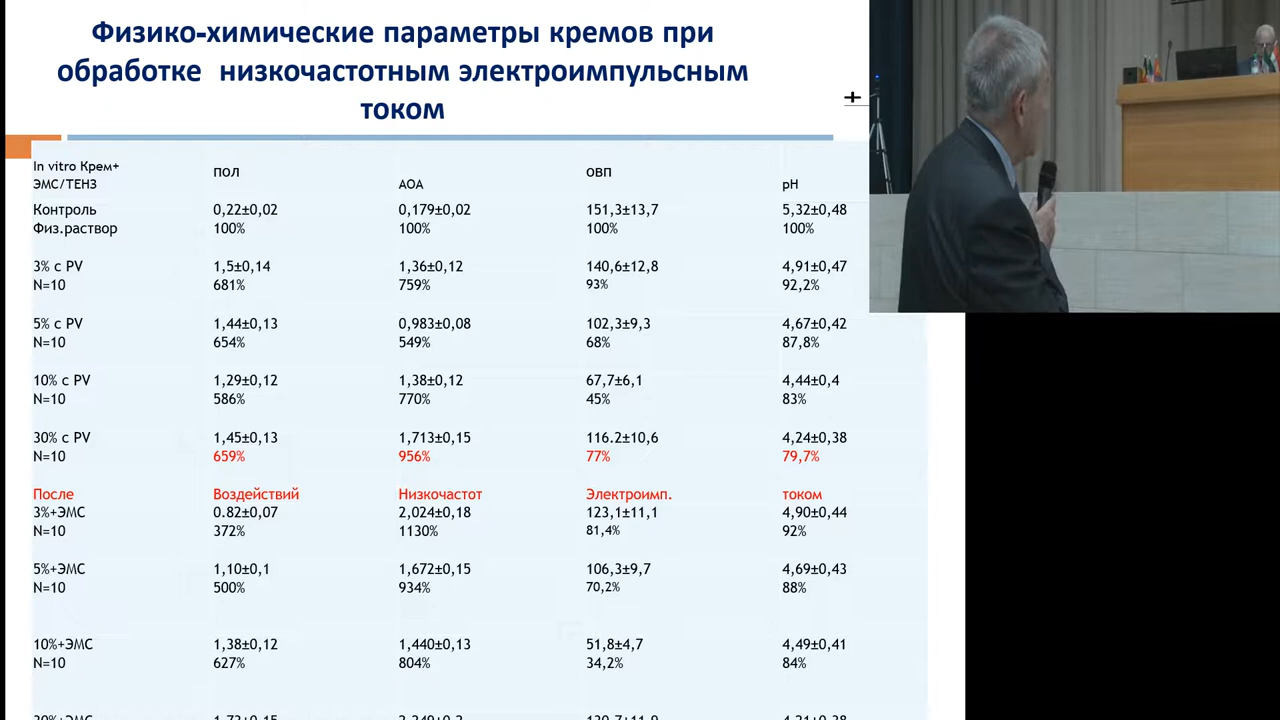 Физико-химические параметры кремов при
обработке низкочастотным электроимпульсным
током
In vitro Крем+
ЭМС/ТЕНЗ
ПОЛ
АОА
ОВП
pH
Контроль
Физ.раствор
0,22±0,02
100%
0,179±0,02
100%
151,3±13,7
100%
5,32±0,48
100%
3% с PV
N=10
1,5±0,14
681%
1,36±0,12
759%
140,6±12,8
93%
4,91±0,47
92,2%
5% с PV
N=10
1,44±0,13
654%
0,983±0,08
549%
102,3±9,3
68%
4,67±0,42
87,8%
10% с PV
N=10
1,29±0,12
586%
1,38±0,12
770%
67,7±6,1
45%
4,44±0,4
83%
30% с PV
N=10
1,45±0,13
659%
1,713±0,15
956%
116.2±10,6
77%
4,24±0,38
79,7%
После
Воздействий
Низкочастот
Электроимп.
током
3%+ЭМС
N=10
0.82±0,07
372%
2,024±0,18
1130%
123,1±11,1
81,4%
4,90±0,44
92%
5%+ЭМС
N=10
1,10±0,1
500%
1,672±0,15
934%
106,3±9,7
70,2%
4,69±0,43
88%
10%+ЭМС
N=10
1,38±0,12
627%
1,440±0,13
804%
51,8±4,7
34,2%
4,49±0,41
84%